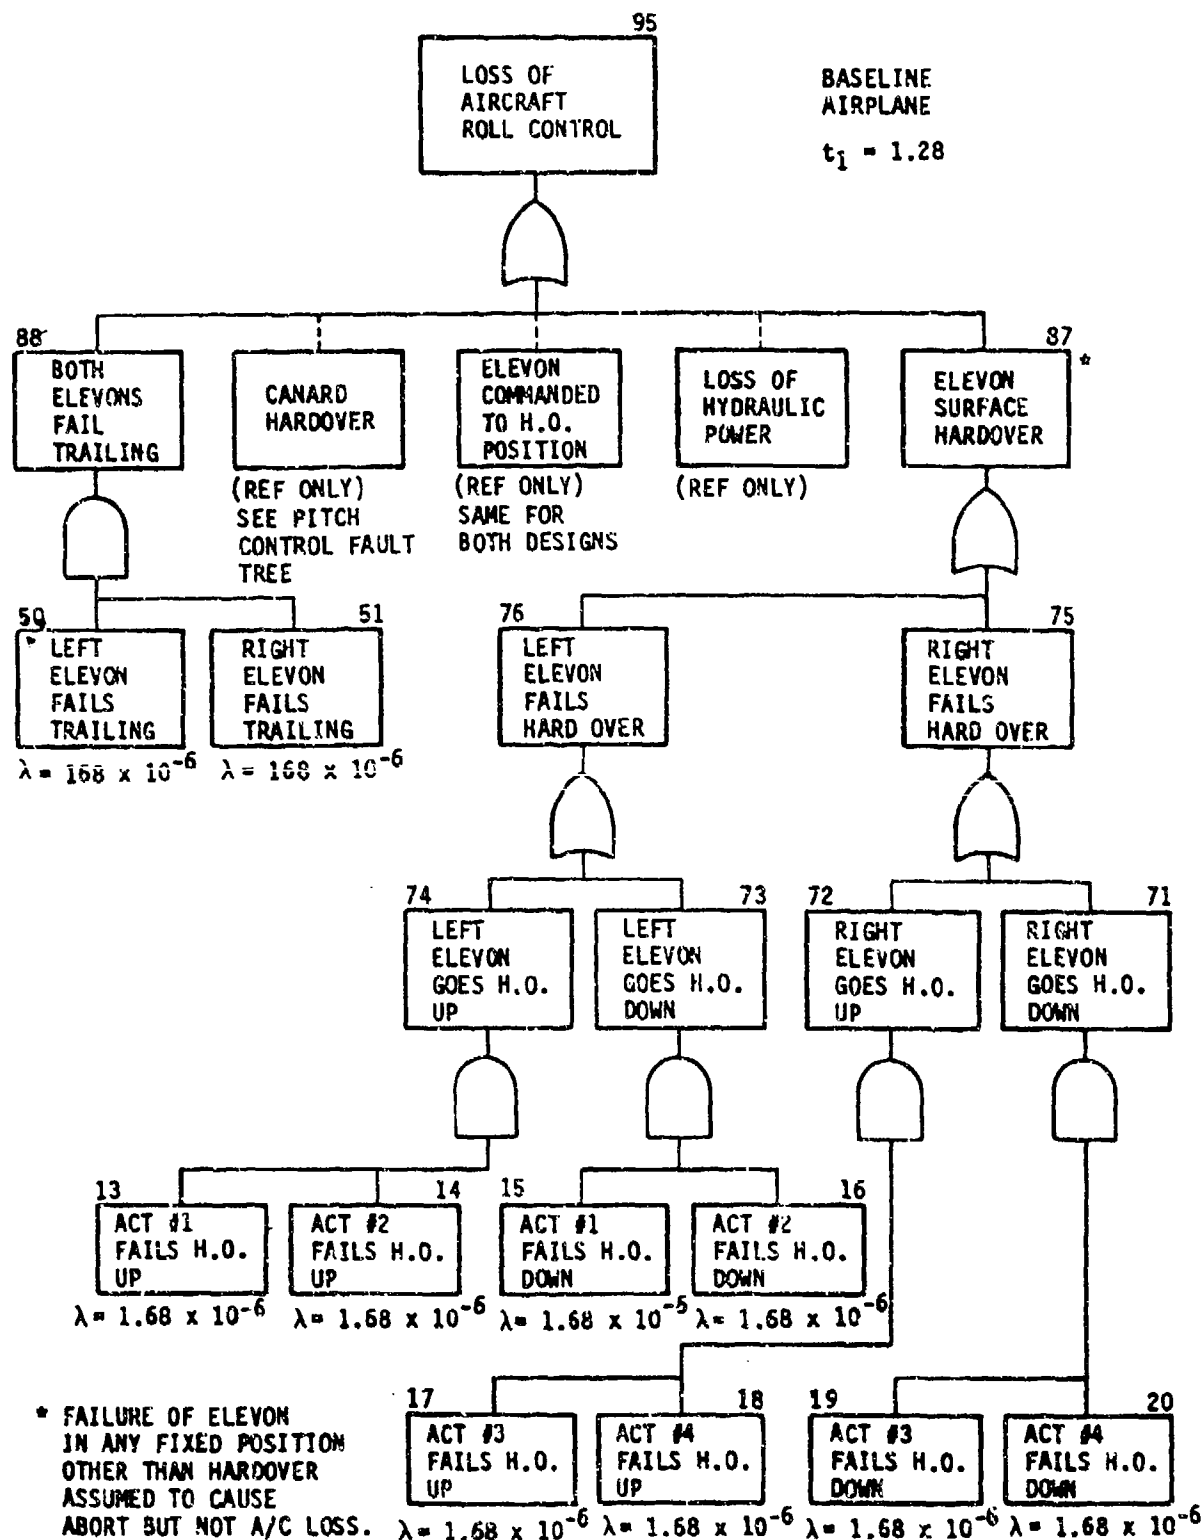 95
LOSS OF
AIRCRAFT
ROLL CONTROL
BASELINE
AIRPLANE
t₁ = 1.28
88
BOTH
ELEVONS
FAIL
TRAILING
CANARD
HARDOVER
(REF ONLY)
SEE PITCH
CONTROL FAULT
TREE
ELEVON
COMMANDED
TO H.O.
POSITION
(REF ONLY)
SAME FOR
BOTH DESIGNS
LOSS OF
HYDRAULIC
POWER
(REF ONLY)
87
*
ELEVON
SURFACE
HARDOVER
50
LEFT
ELEVON
FAILS
TRAILING
λ = 168 x 10⁻⁶
51
RIGHT
ELEVON
FAILS
TRAILING
λ = 168 x 10⁻⁶
76
LEFT
ELEVON
FAILS
HARD OVER
75
RIGHT
ELEVON
FAILS
HARD OVER
74
LEFT
ELEVON
GOES H.O.
UP
73
LEFT
ELEVON
GOES H.O.
DOWN
72
RIGHT
ELEVON
GOES H.O.
UP
71
RIGHT
ELEVON
GOES H.O.
DOWN
13
ACT #1
FAILS H.O.
UP
λ = 1.68 x 10⁻⁶
14
ACT #2
FAILS H.O.
UP
λ = 1.68 x 10⁻⁶
15
ACT #1
FAILS H.O.
DOWN
λ = 1.68 x 10⁻⁶
16
ACT #2
FAILS H.O.
DOWN
λ = 1.68 x 10⁻⁶
17
ACT #3
FAILS H.O.
UP
λ = 1.68 x 10⁻⁶
18
ACT #4
FAILS H.O.
UP
λ = 1.68 x 10⁻⁶
19
ACT #3
FAILS H.O.
DOWN
λ = 1.68 x 10⁻⁶
20
ACT #4
FAILS H.O.
DOWN
λ = 1.68 x 10⁻⁶
* FAILURE OF ELEVON
IN ANY FIXED POSITION
OTHER THAN HARDOVER
ASSUMED TO CAUSE
ABORT BUT NOT A/C LOSS.